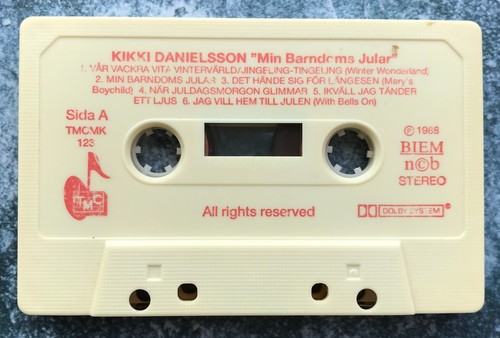 KIKKI DANIELSSON "Min Barndoms Jular"
1. VÅR VACKRA VITA VINTERVÄRLD/JINGELING-TINGELING (Winter Wonderland)
2. MIN BARNDOMS JULAR 3. DET HÄNDE SIG FÖR LÄNGESEN (Mary's
Boychild) 4. NÄR JULDAGSMORGON GLIMMAR 5. IKVÄLL JAG TÄNDER
ETT LJUS 6. JAG VILL HEM TILL JULEN (With Bells On)
Sida A
TMCMK
123
TMC
℗ 1988
BIEM
n©b
STEREO
All rights reserved
DOLBY SYSTEM